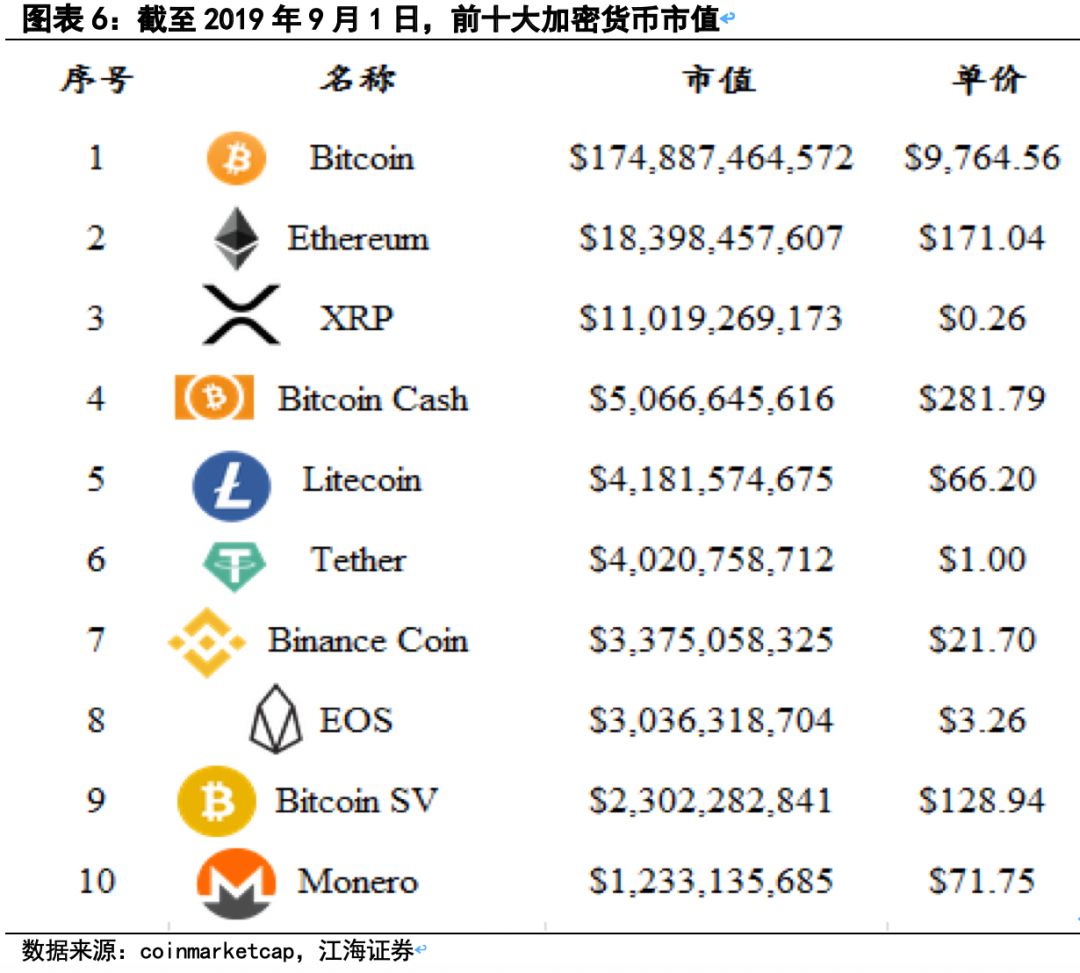 图表 6：截至 2019 年 9 月 1 日，前十大加密货币市值
序号 名称 市值 单价
1 Bitcoin $174,887,464,572 $9,764.56
2 Ethereum $18,398,457,607 $171.04
3 XRP $11,019,269,173 $0.26
4 Bitcoin Cash $5,066,645,616 $281.79
5 Litecoin $4,181,574,675 $66.20
6 Tether $4,020,758,712 $1.00
7 Binance Coin $3,375,058,325 $21.70
8 EOS $3,036,318,704 $3.26
9 Bitcoin SV $2,302,282,841 $128.94
10 Monero $1,233,135,685 $71.75
数据来源：coinmarketcap，江海证券